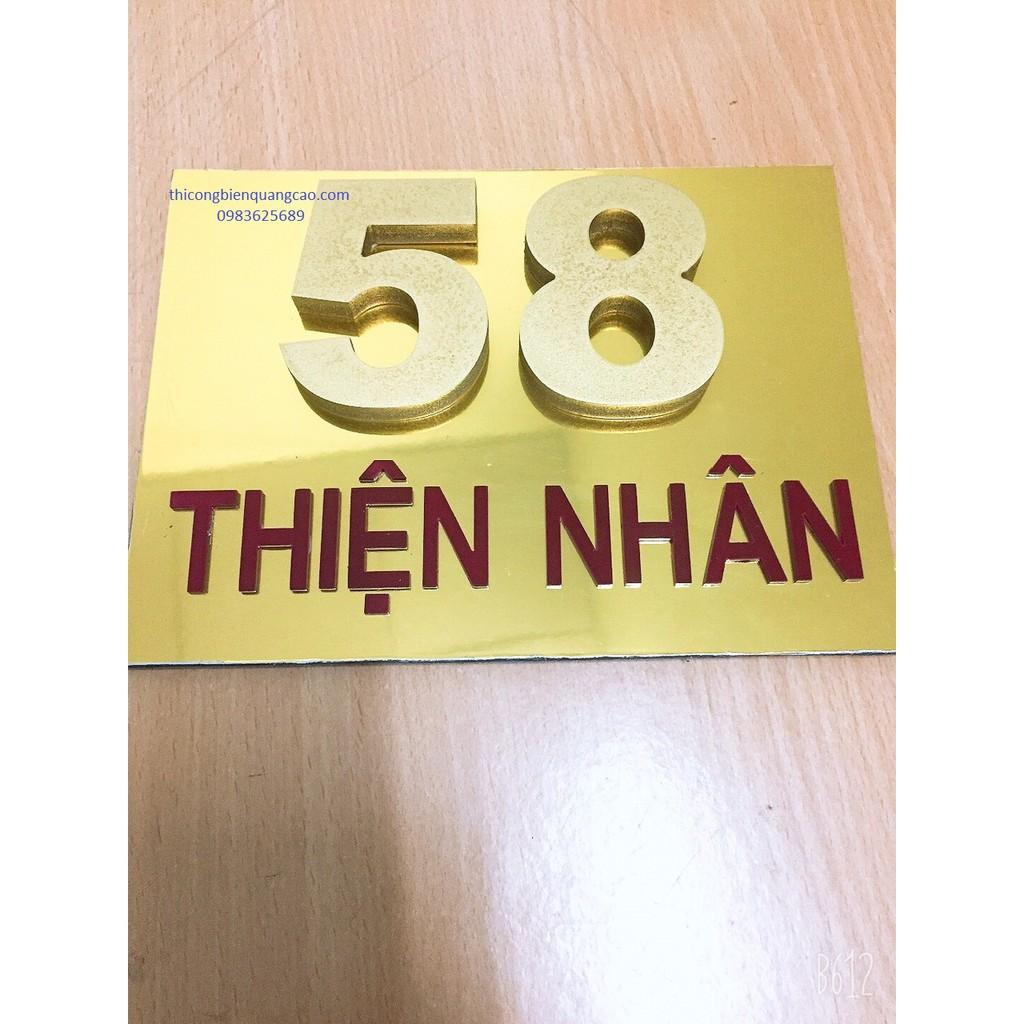 thicongbienquangcao.com
0983625689
58
THIỆN NHÂN
B612